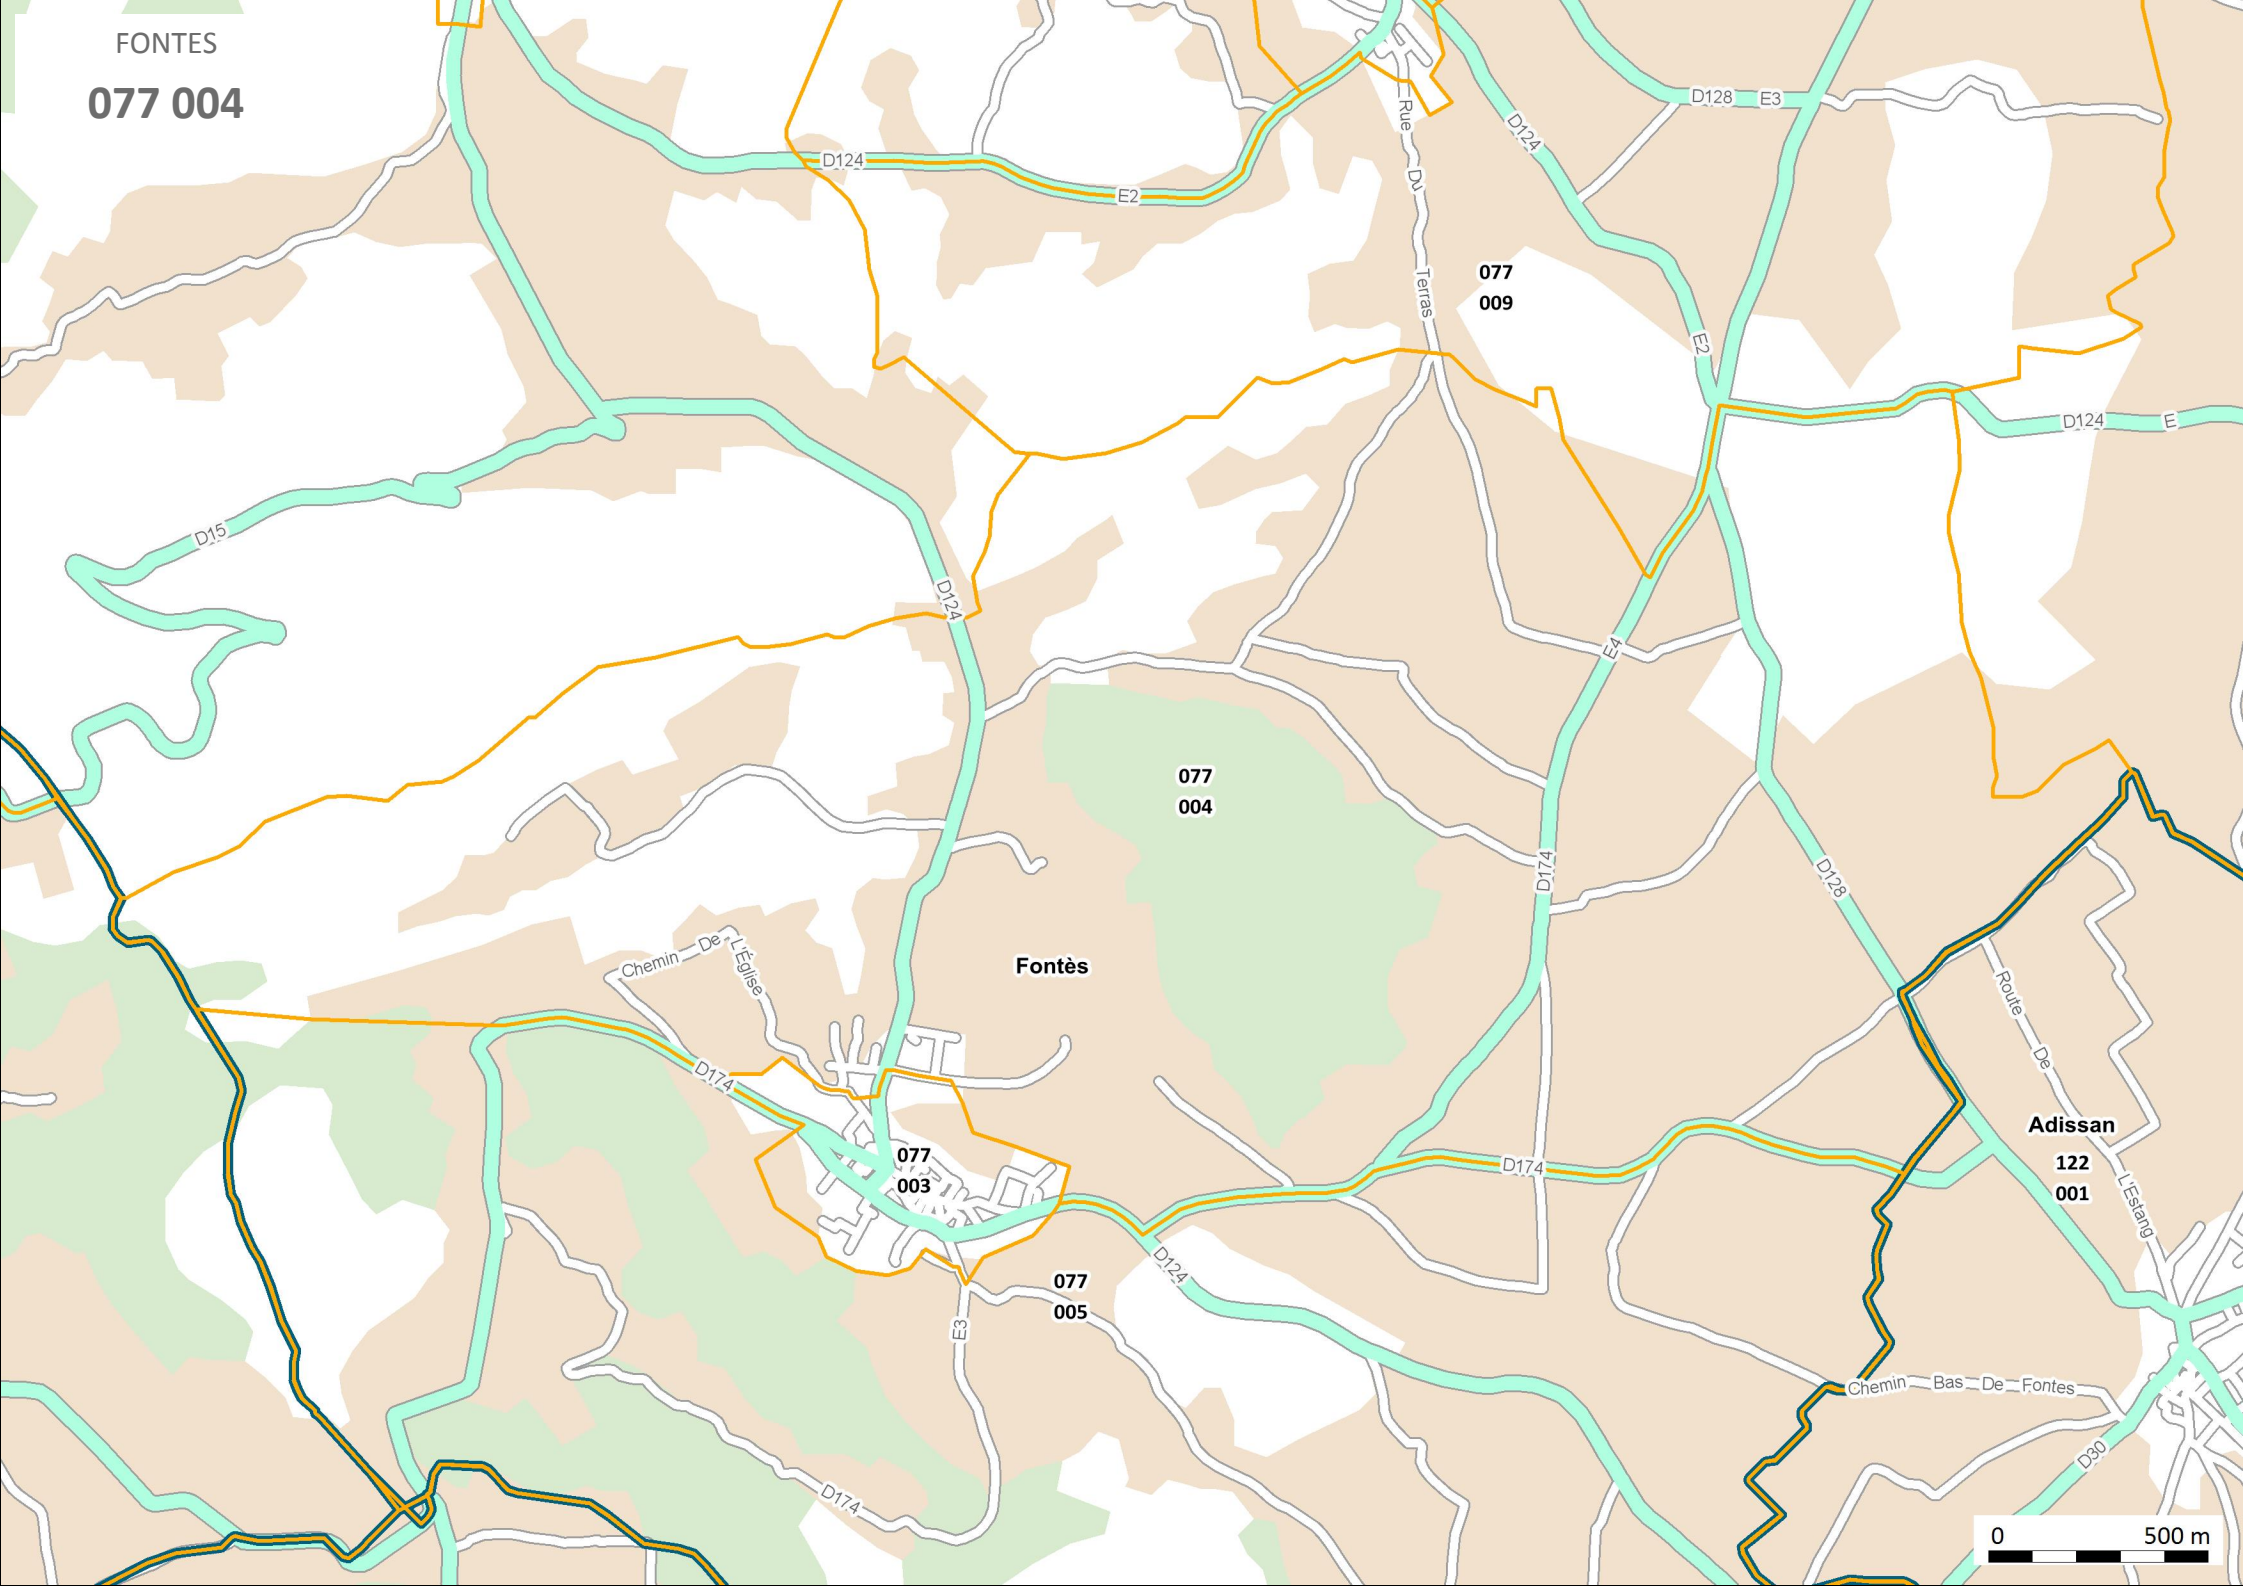 FONTES
077 004
D128
E3
Rue Du Terras
D124
D124
E2
077
009
E2
D124
E
D15
D124
E4
077
004
D174
D128
Chemin De L'Église
Fontès
Route De L'Estang
D174
Adissan
077
003
D174
122
001
D124
077
005
E3
Chemin Bas De Fontes
D30
D174
0 500 m